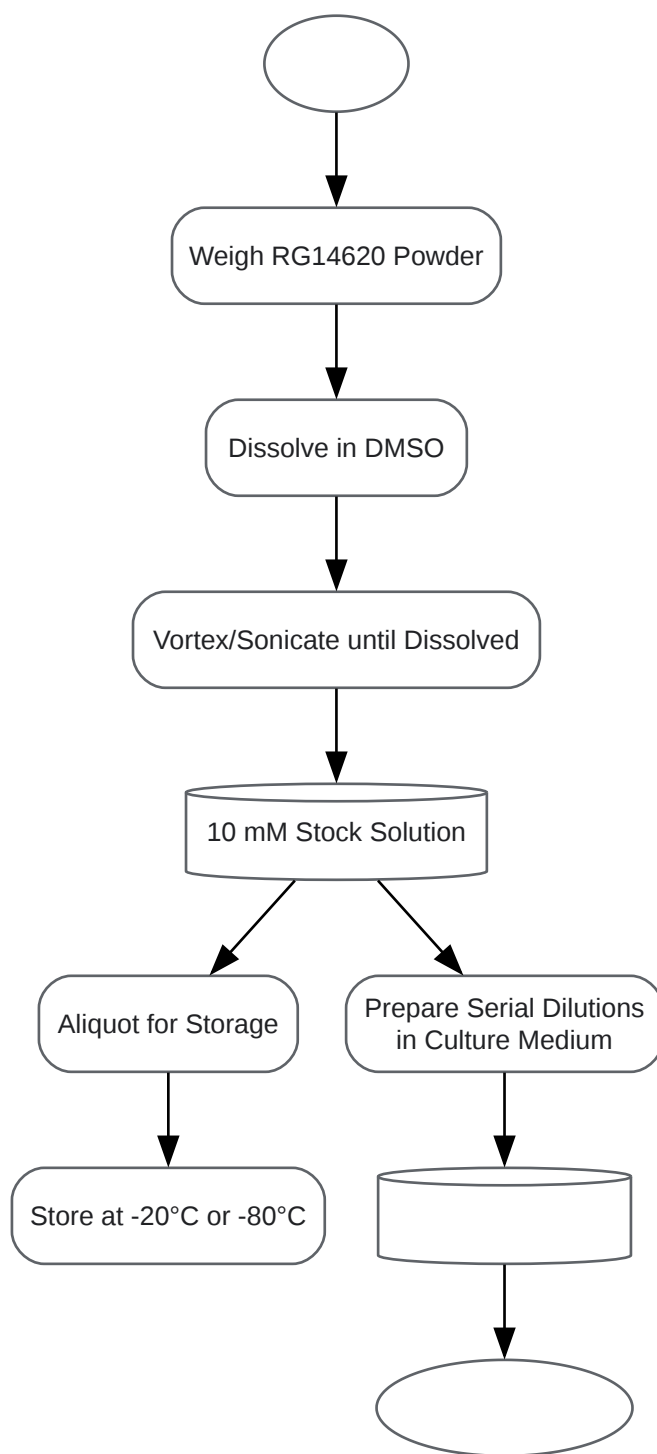 Weigh RG14620 Powder
Dissolve in DMSO
Vortex/Sonicate until Dissolved
10 mM Stock Solution
Aliquot for Storage
Prepare Serial Dilutions
in Culture Medium
Store at -20°C or -80°C